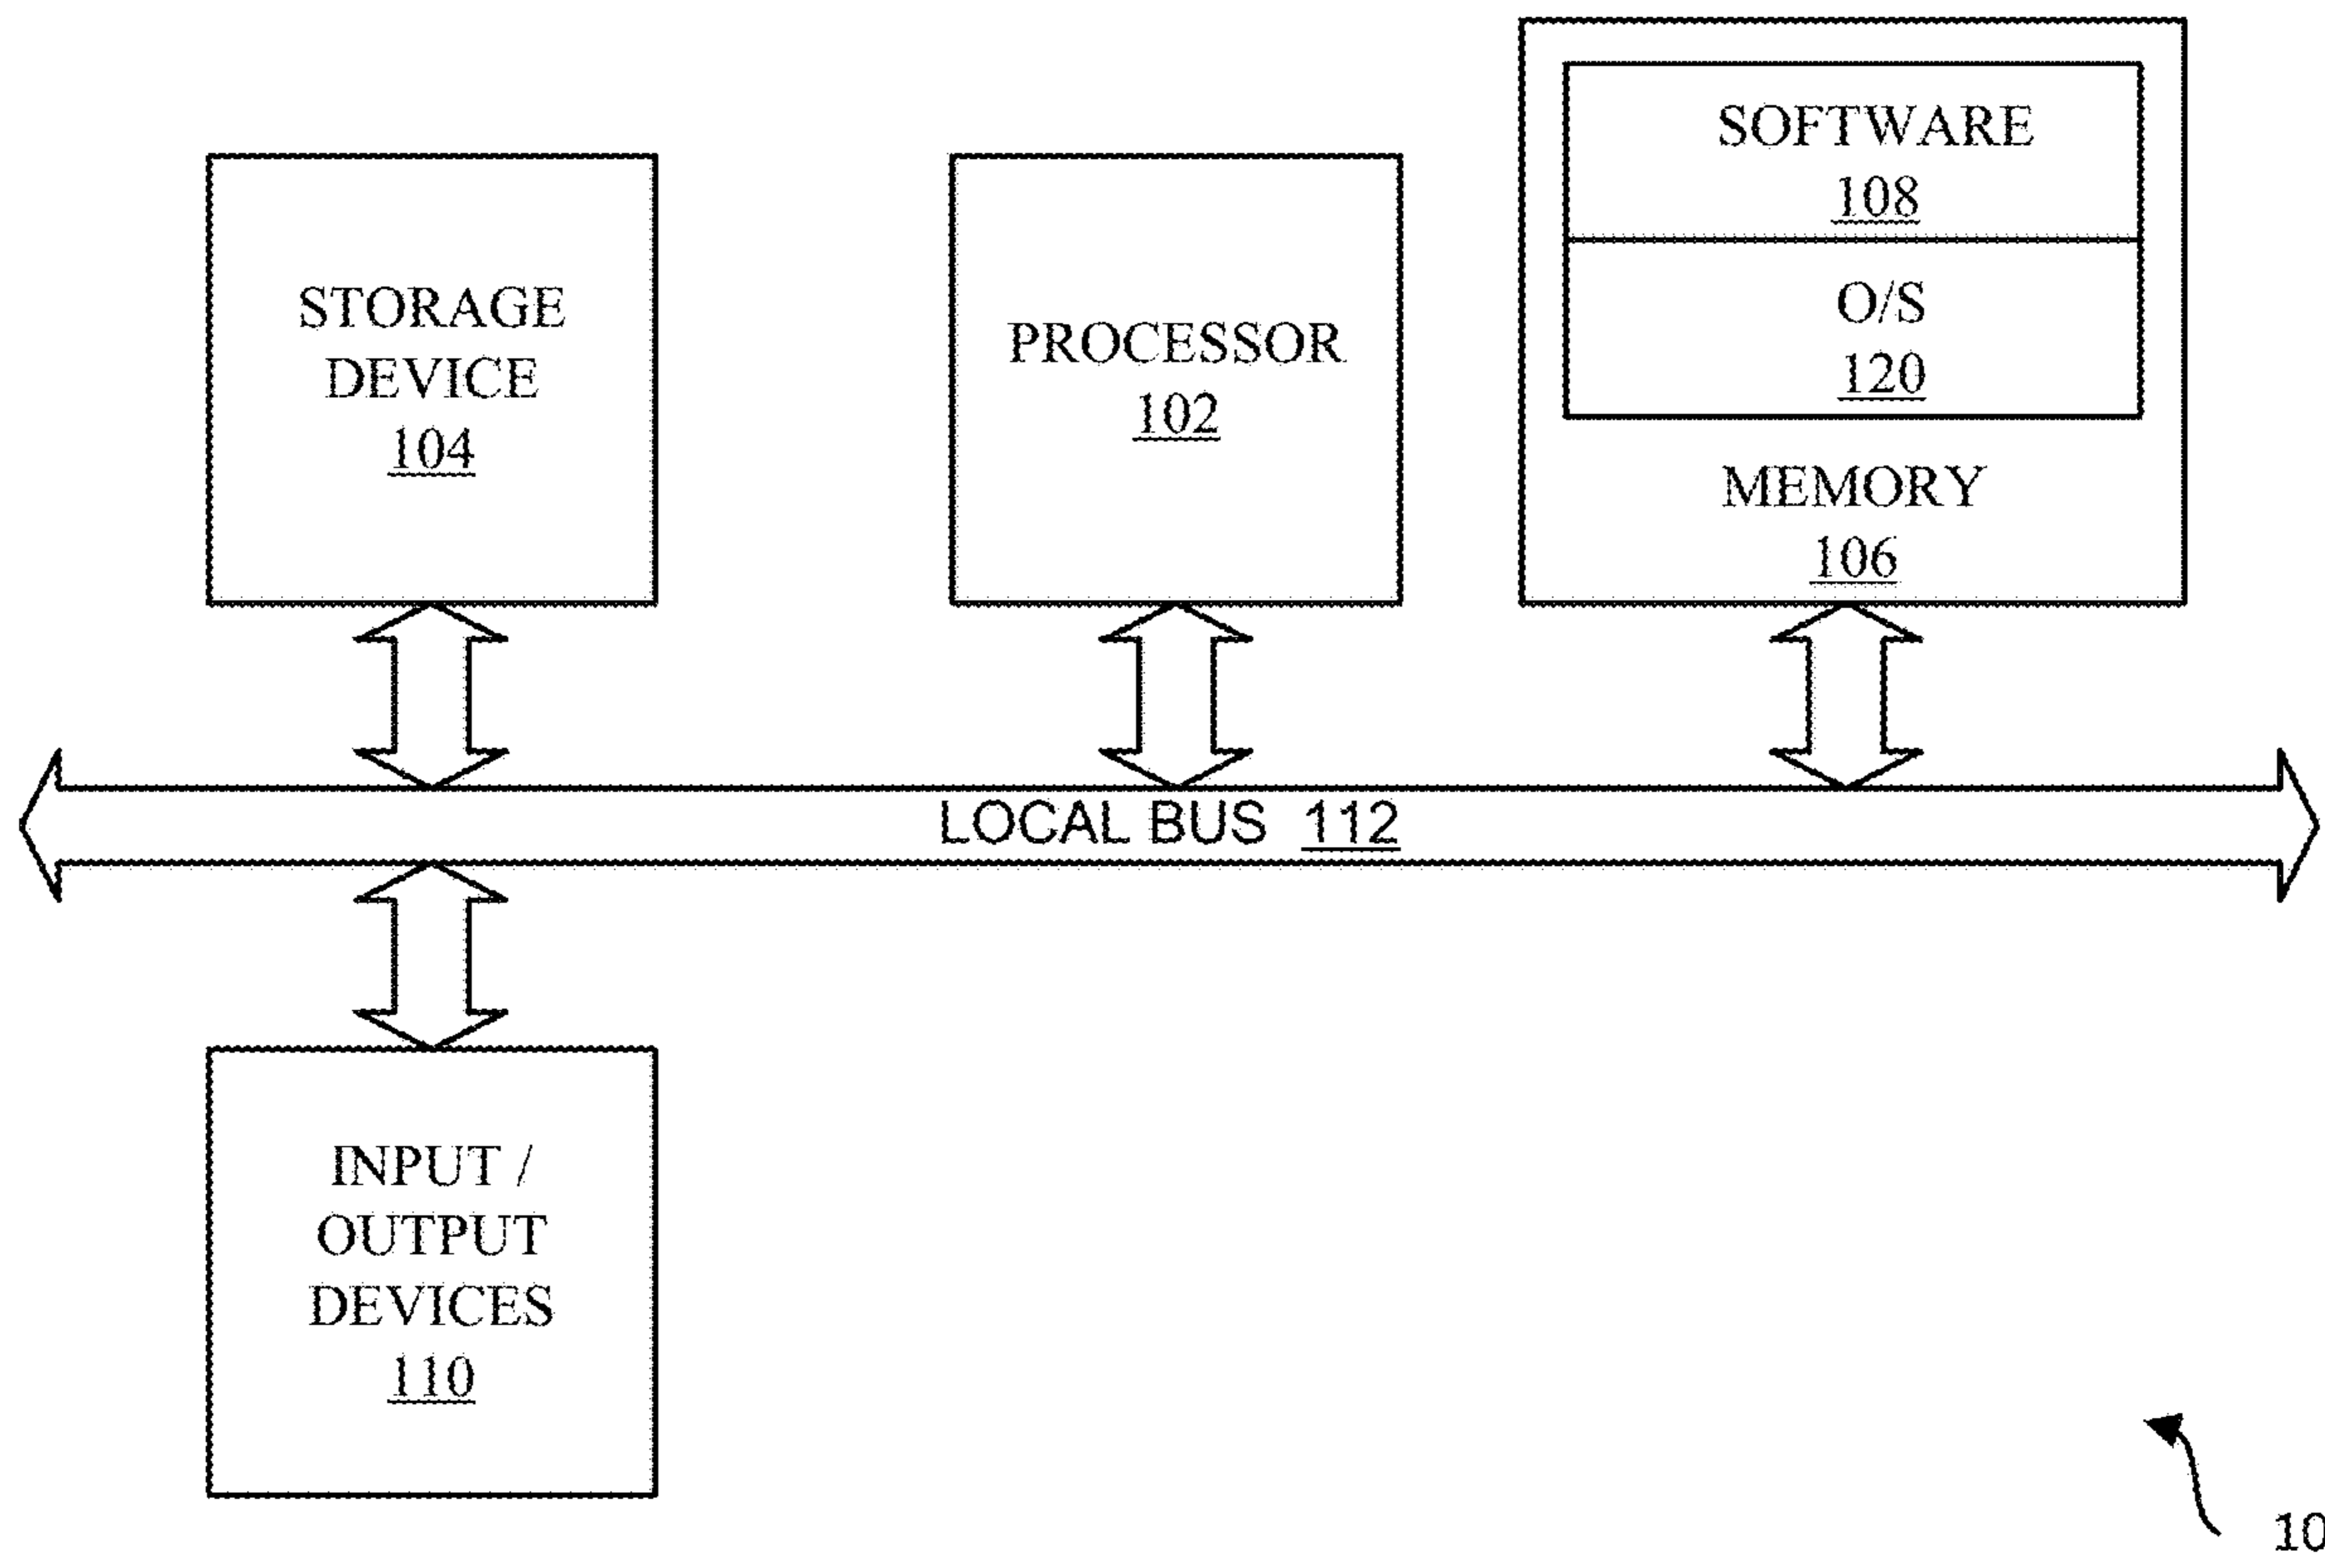 SOFTWARE
108
O/S
120
MEMORY
106
STORAGE
DEVICE
104
PROCESSOR
102
LOCAL BUS 112
INPUT /
OUTPUT
DEVICES
110
10